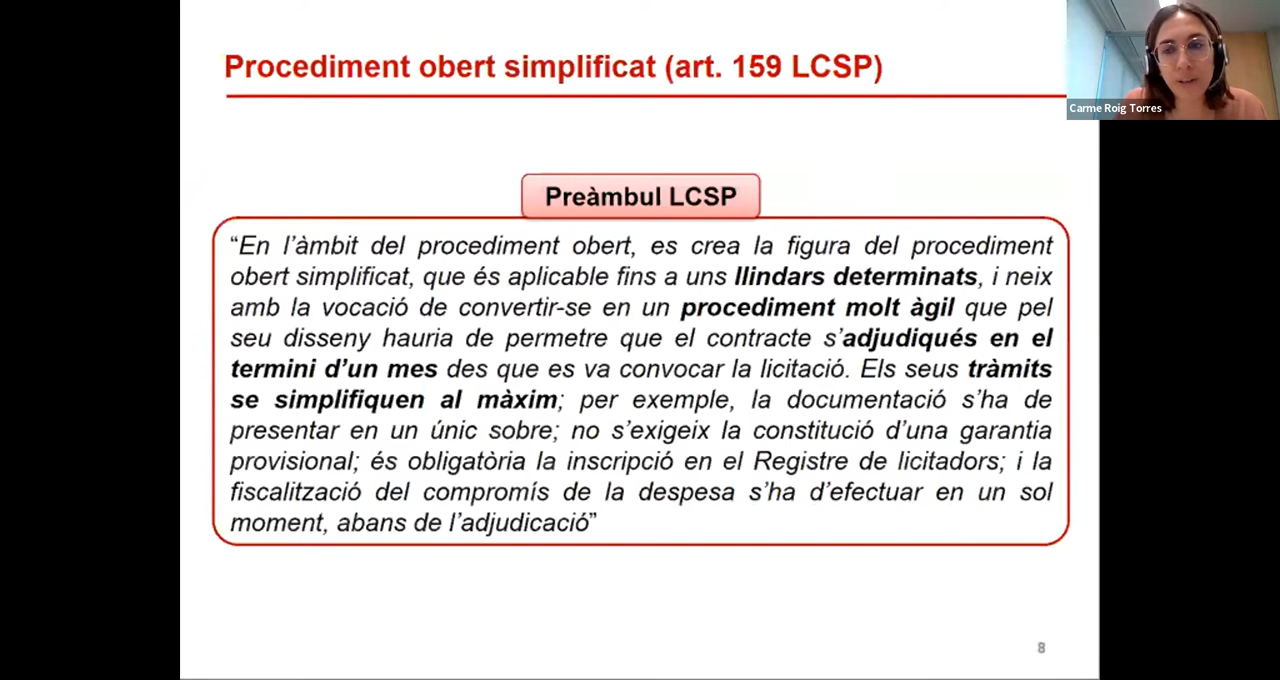 Procediment obert simplificat (art. 159 LCSP)
Carme Roig Torres
Preàmbul LCSP
“En l’àmbit del procediment obert, es crea la figura del procediment
obert simplificat, que és aplicable fins a uns llindars determinats, i neix
amb la vocació de convertir-se en un procediment molt àgil que pel
seu disseny hauria de permetre que el contracte s’adjudiqués en el
termini d’un mes des que es va convocar la licitació. Els seus tràmits
se simplifiquen al màxim; per exemple, la documentació s’ha de
presentar en un únic sobre; no s’exigeix la constitució d’una garantia
provisional; és obligatòria la inscripció en el Registre de licitadors; i la
fiscalització del compromís de la despesa s’ha d’efectuar en un sol
moment, abans de l’adjudicació”
8